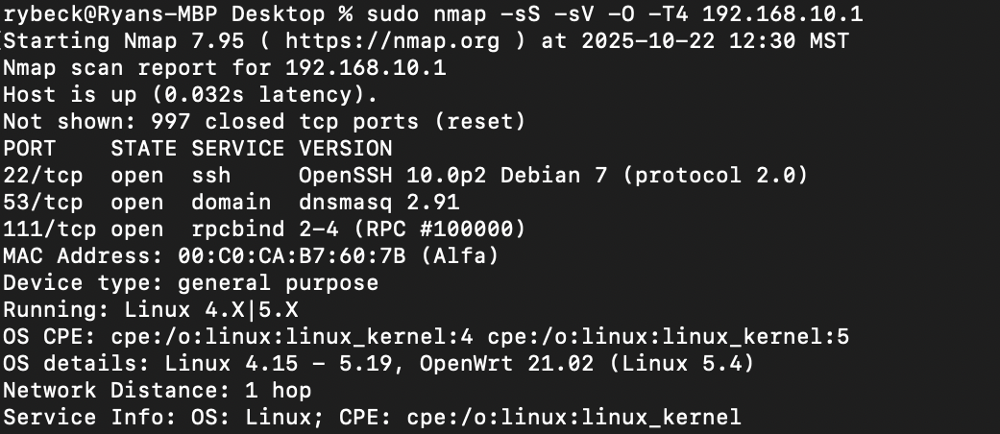 rybeck@Ryans-MBP Desktop % sudo nmap -sS -sV -O -T4 192.168.10.1
Starting Nmap 7.95 ( https://nmap.org ) at 2025-10-22 12:30 MST
Nmap scan report for 192.168.10.1
Host is up (0.032s latency).
Not shown: 997 closed tcp ports (reset)
PORT    STATE SERVICE VERSION
22/tcp  open  ssh     OpenSSH 10.0p2 Debian 7 (protocol 2.0)
53/tcp  open  domain  dnsmasq 2.91
111/tcp open  rpcbind 2-4 (RPC #100000)
MAC Address: 00:C0:CA:B7:60:7B (Alfa)
Device type: general purpose
Running: Linux 4.X|5.X
OS CPE: cpe:/o:linux:linux_kernel:4 cpe:/o:linux:linux_kernel:5
OS details: Linux 4.15 - 5.19, OpenWrt 21.02 (Linux 5.4)
Network Distance: 1 hop
Service Info: OS: Linux; CPE: cpe:/o:linux:linux_kernel